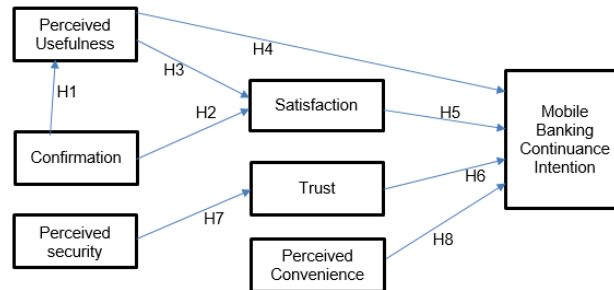 Perceived
Usefulness
H4
H3
H1
Satisfaction
H5
Mobile
Banking
Continuance
Intention
H2
Confirmation
Trust
H6
Perceived
security
H7
Perceived
Convenience
H8